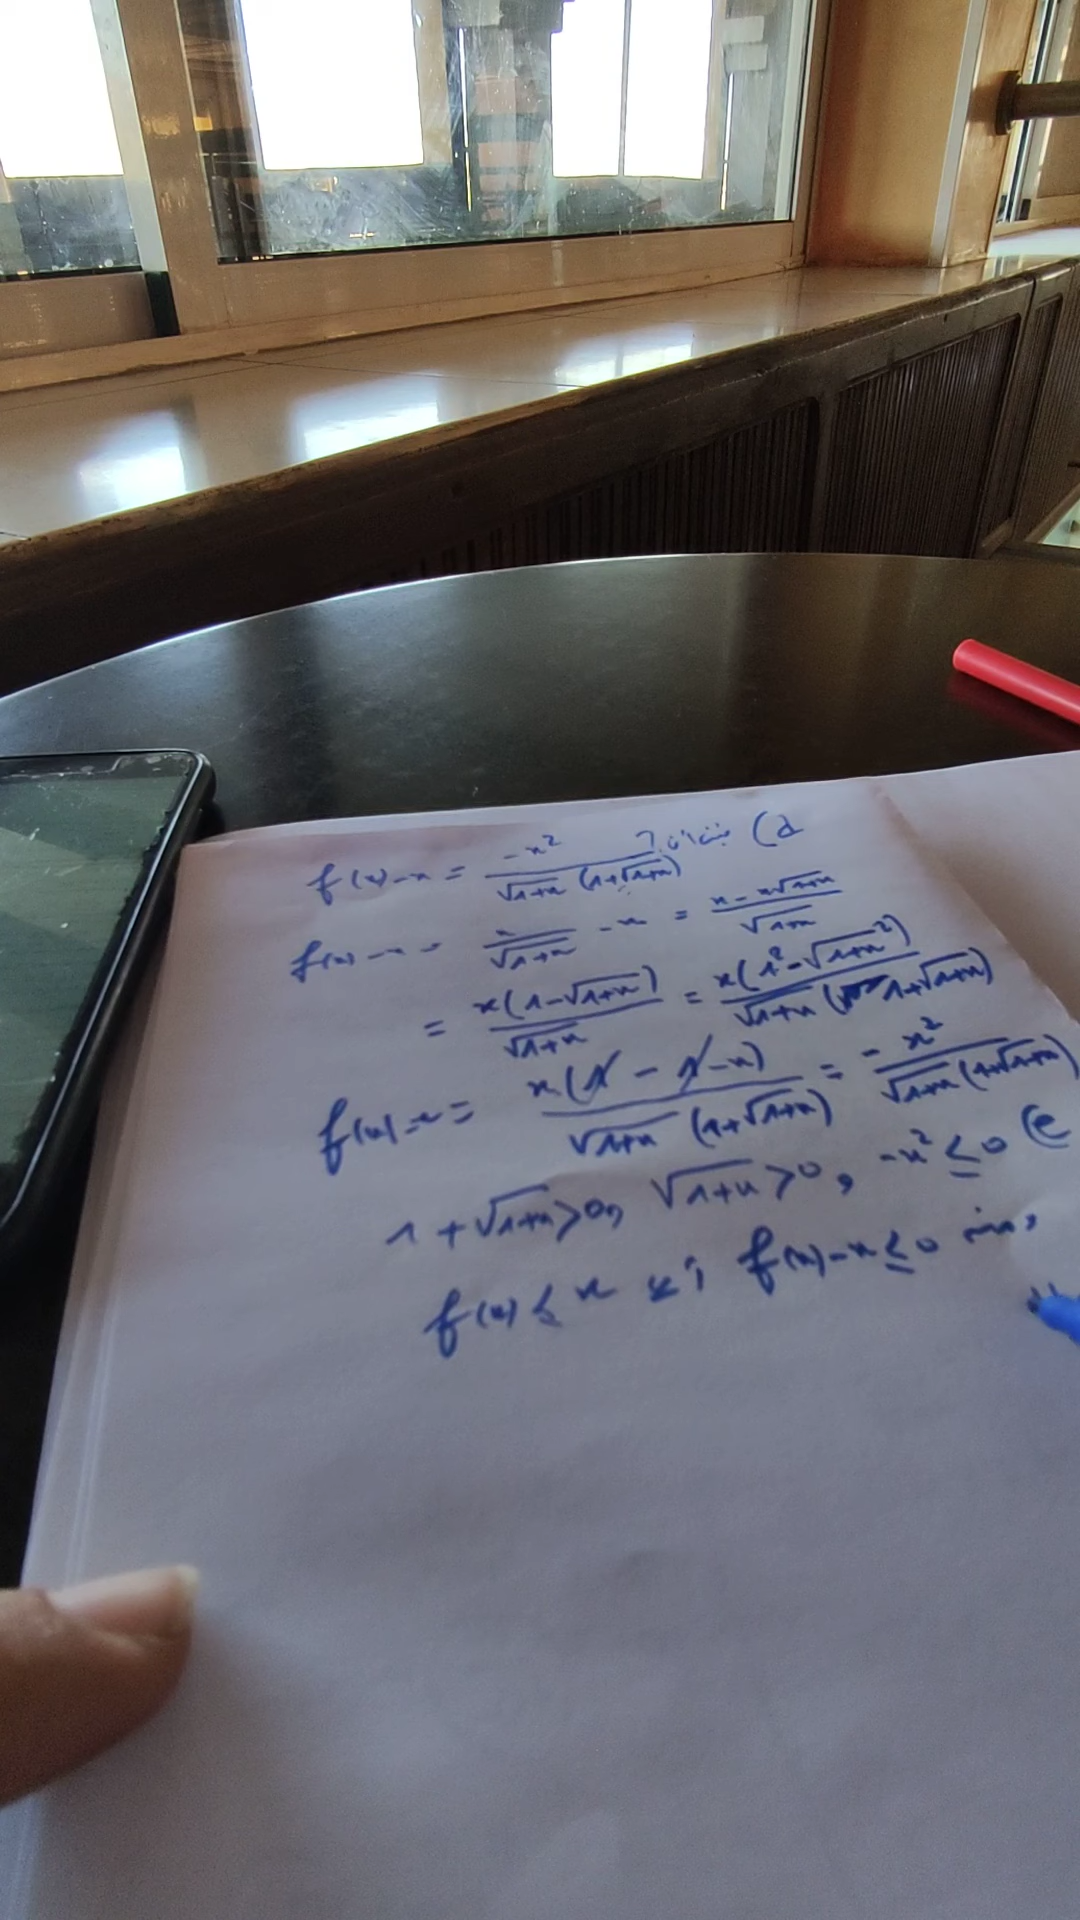 d) بين أن: f(x)-x = -x²/(√(1+x) (1+√(1+x)))
f(x)-x = x/√(1+x) - x = (x-x√(1+x))/√(1+x)
= x(1-√(1+x))/√(1+x) = x(1²-√(1+x)²)/(√(1+x) (1+√(1+x)))
f(x)-x = x(1-1-x)/(√(1+x) (1+√(1+x))) = -x²/(√(1+x) (1+√(1+x)))
e) -x² ≤ 0 , √(1+x) > 0 , 1+√(1+x) > 0
f(x)-x ≤ 0 f(x) ≤ x